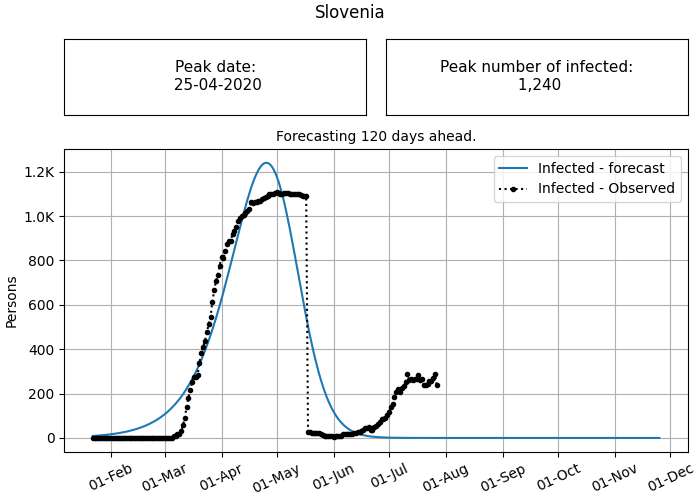 Slovenia
Peak date:
25-04-2020
Peak number of infected:
1,240
Forecasting 120 days ahead.
Infected - forecast
Infected - Observed
Persons
1.2K
1.0K
800
600
400
200
0
01-Feb
01-Mar
01-Apr
01-May
01-Jun
01-Jul
01-Aug
01-Sep
01-Oct
01-Nov
01-Dec